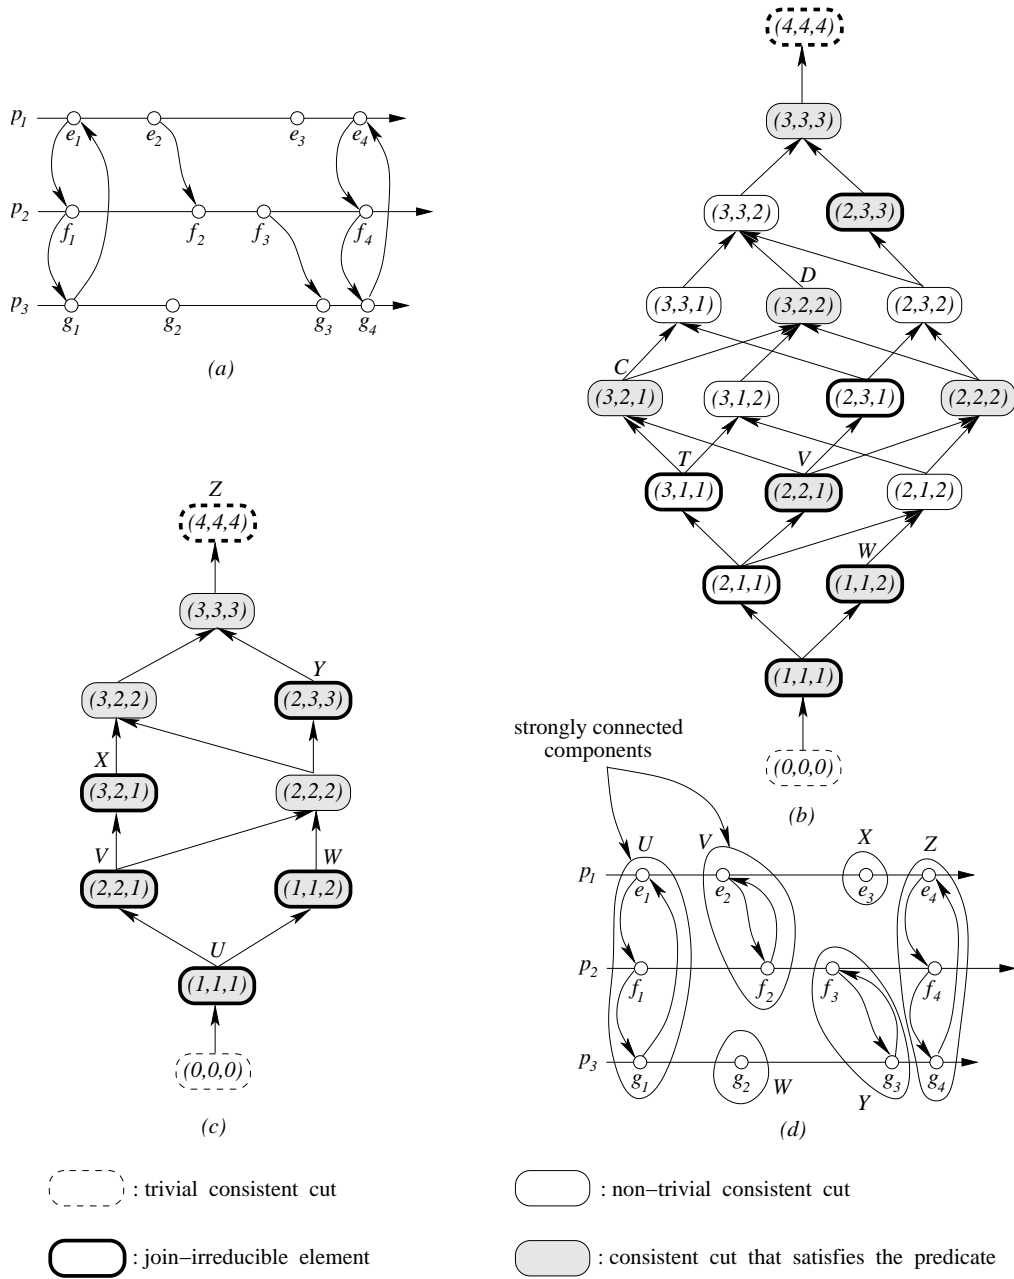 p1
e1
e2
e3
e4
p2
f1
f2
f3
f4
p3
g1
g2
g3
g4
(a)
(4,4,4)
(3,3,3)
(3,3,2)
(2,3,3)
D
(3,3,1)
(3,2,2)
(2,3,2)
C
(3,2,1)
(3,1,2)
(2,3,1)
(2,2,2)
T
V
(3,1,1)
(2,2,1)
(2,1,2)
W
(2,1,1)
(1,1,2)
(1,1,1)
(0,0,0)
(b)
Z
(4,4,4)
(3,3,3)
Y
(3,2,2)
(2,3,3)
X
(3,2,1)
(2,2,2)
V
W
(2,2,1)
(1,1,2)
U
(1,1,1)
(0,0,0)
(c)
strongly connected
components
U
V
X
Z
p1
e1
e2
e3
e4
p2
f1
f2
f3
f4
p3
g1
g2
W
g3
g4
Y
(d)
: trivial consistent cut
: non-trivial consistent cut
: join-irreducible element
: consistent cut that satisfies the predicate